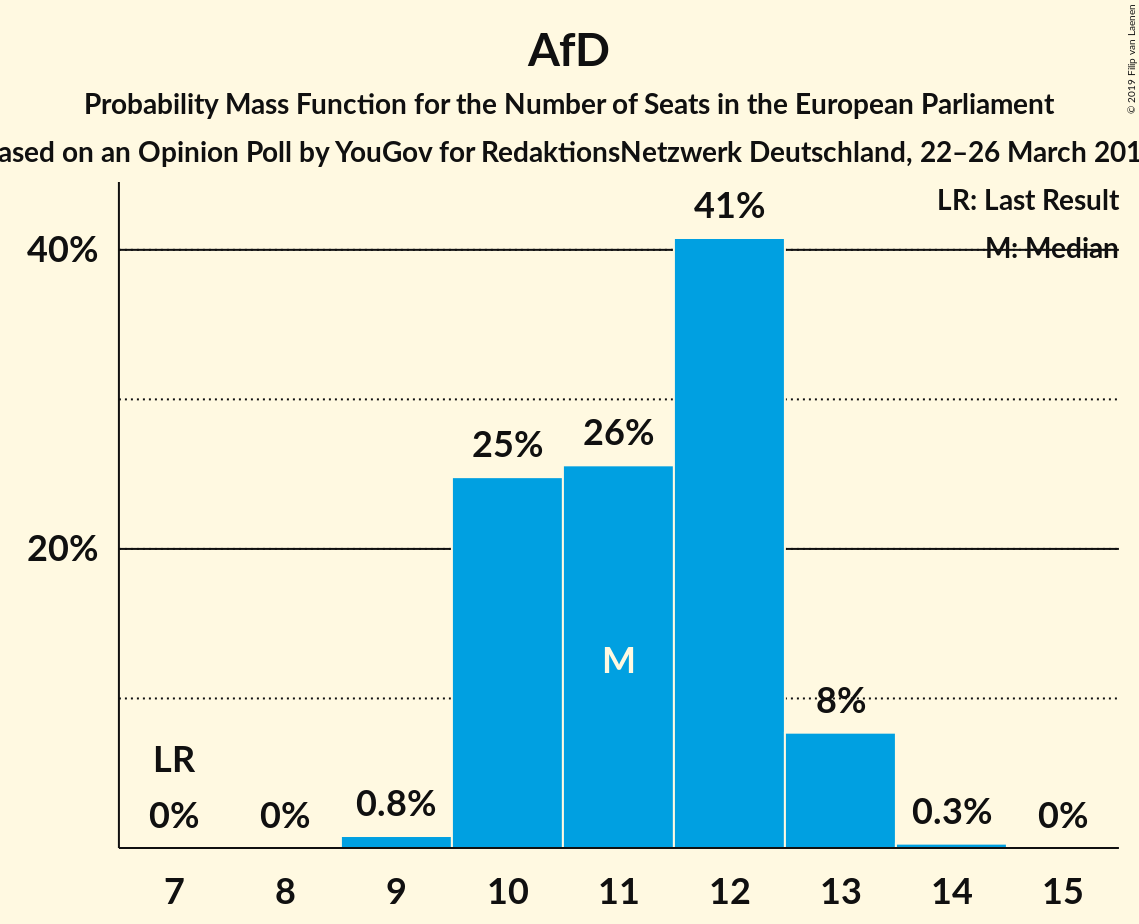 AfD
Probability Mass Function for the Number of Seats in the European Parliament
ased on an Opinion Poll by YouGov for RedaktionsNetzwerk Deutschland, 22–26 March 201
© 2019 Filip van Laenen
LR: Last Result
M: Median
41%
40%
26%
25%
20%
M
8%
LR
0%
0%
0.8%
0.3%
0%
7 8 9 10 11 12 13 14 15